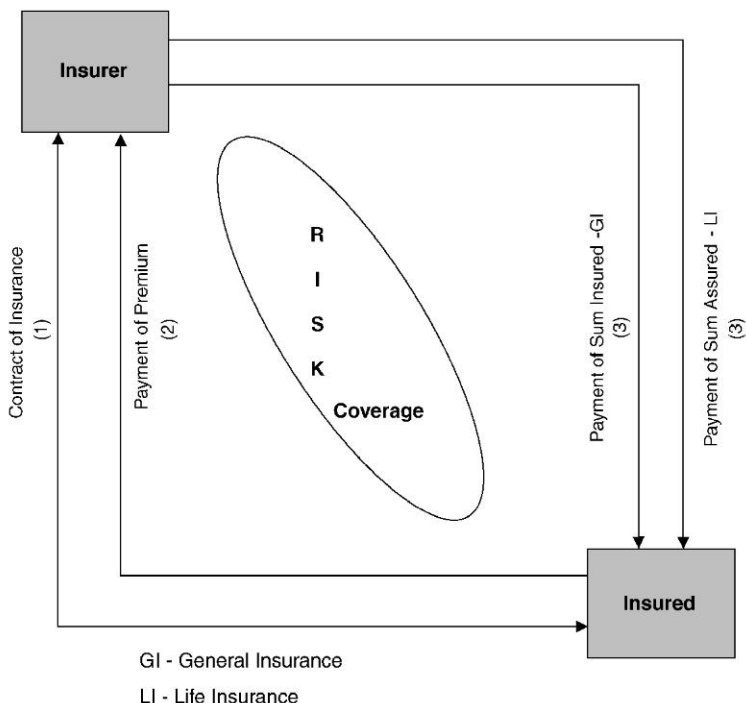 Insurer
Contract of Insurance
(1)
Payment of Premium
(2)
R
I
S
K
Coverage
Payment of Sum Insured -GI
(3)
Payment of Sum Assured - LI
(3)
Insured
GI - General Insurance
LI - Life Insurance